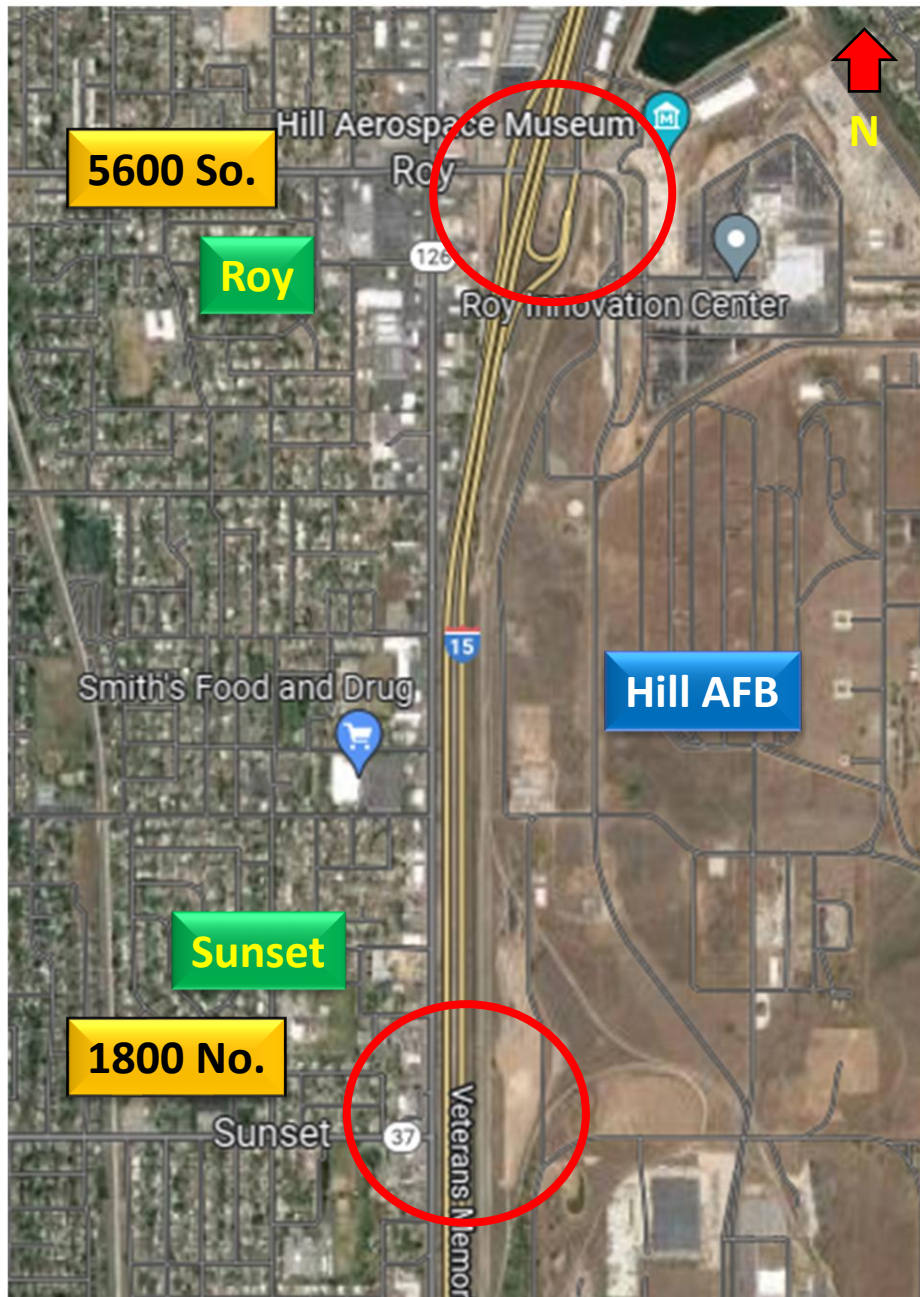 N
Hill Aerospace Museum
5600 So.
Roy
Roy
126
Roy Innovation Center
15
Hill AFB
Smith's Food and Drug
Sunset
1800 No.
Sunset
37
Veterans Memor